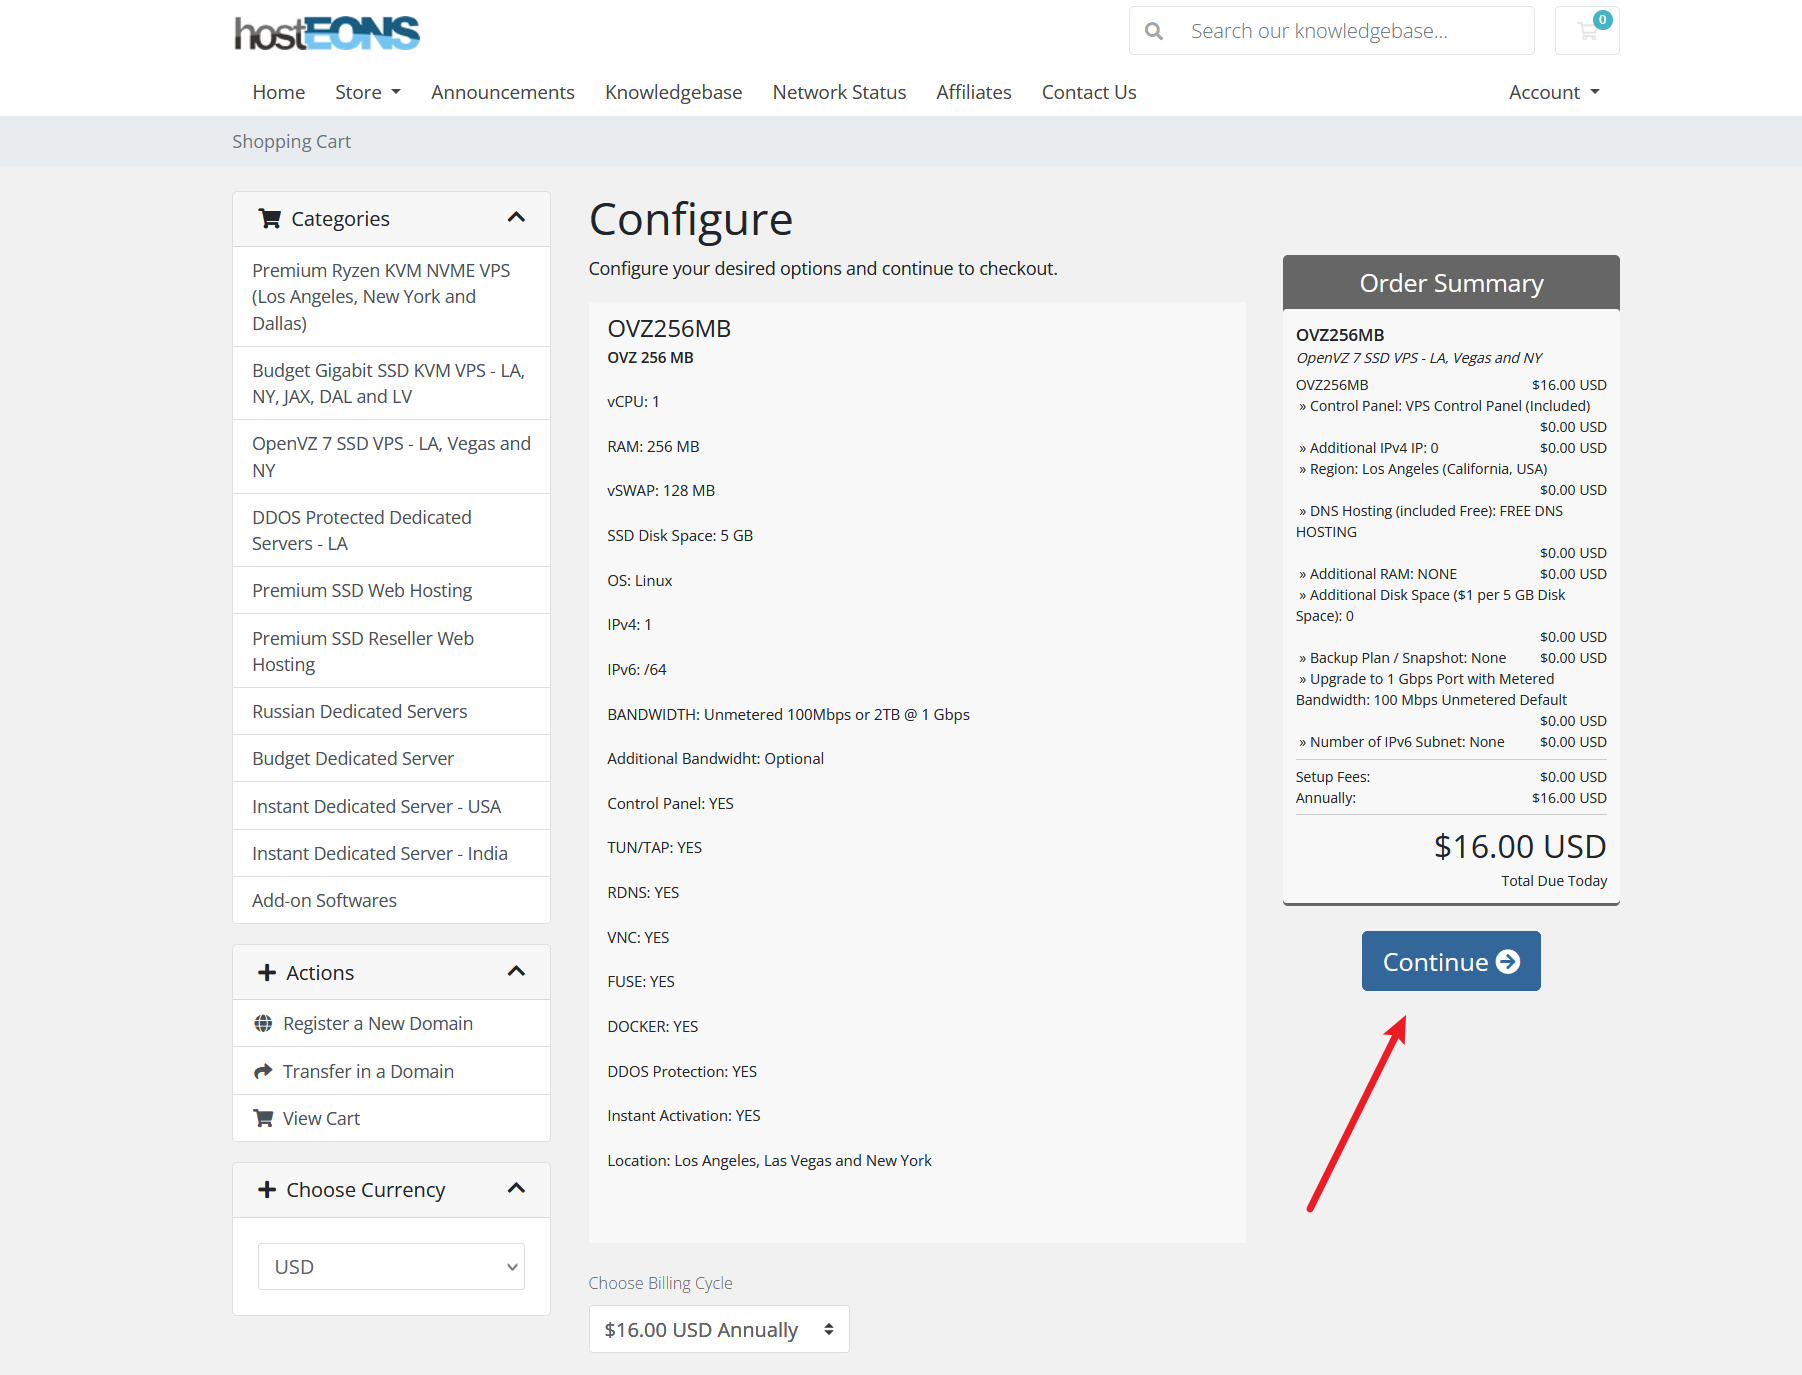 hostEONS
Search our knowledgebase...
0
Home
Store
Announcements
Knowledgebase
Network Status
Affiliates
Contact Us
Account
Shopping Cart
Categories
Premium Ryzen KVM NVME VPS
(Los Angeles, New York and
Dallas)
Budget Gigabit SSD KVM VPS - LA,
NY, JAX, DAL and LV
OpenVZ 7 SSD VPS - LA, Vegas and
NY
DDOS Protected Dedicated
Servers - LA
Premium SSD Web Hosting
Premium SSD Reseller Web
Hosting
Russian Dedicated Servers
Budget Dedicated Server
Instant Dedicated Server - USA
Instant Dedicated Server - India
Add-on Softwares
Actions
Register a New Domain
Transfer in a Domain
View Cart
Choose Currency
USD
Configure
Configure your desired options and continue to checkout.
OVZ256MB
OVZ 256 MB
vCPU: 1
RAM: 256 MB
vSWAP: 128 MB
SSD Disk Space: 5 GB
OS: Linux
IPv4: 1
IPv6: /64
BANDWIDTH: Unmetered 100Mbps or 2TB @ 1 Gbps
Additional Bandwidht: Optional
Control Panel: YES
TUN/TAP: YES
RDNS: YES
VNC: YES
FUSE: YES
DOCKER: YES
DDOS Protection: YES
Instant Activation: YES
Location: Los Angeles, Las Vegas and New York
Choose Billing Cycle
$16.00 USD Annually
Order Summary
OVZ256MB
OpenVZ 7 SSD VPS - LA, Vegas and NY
OVZ256MB $16.00 USD
» Control Panel: VPS Control Panel (Included)
$0.00 USD
» Additional IPv4 IP: 0 $0.00 USD
» Region: Los Angeles (California, USA)
$0.00 USD
» DNS Hosting (included Free): FREE DNS
HOSTING
$0.00 USD
» Additional RAM: NONE $0.00 USD
» Additional Disk Space ($1 per 5 GB Disk
Space): 0
$0.00 USD
» Backup Plan / Snapshot: None $0.00 USD
» Upgrade to 1 Gbps Port with Metered
Bandwidth: 100 Mbps Unmetered Default
$0.00 USD
» Number of IPv6 Subnet: None $0.00 USD
Setup Fees: $0.00 USD
Annually: $16.00 USD
$16.00 USD
Total Due Today
Continue